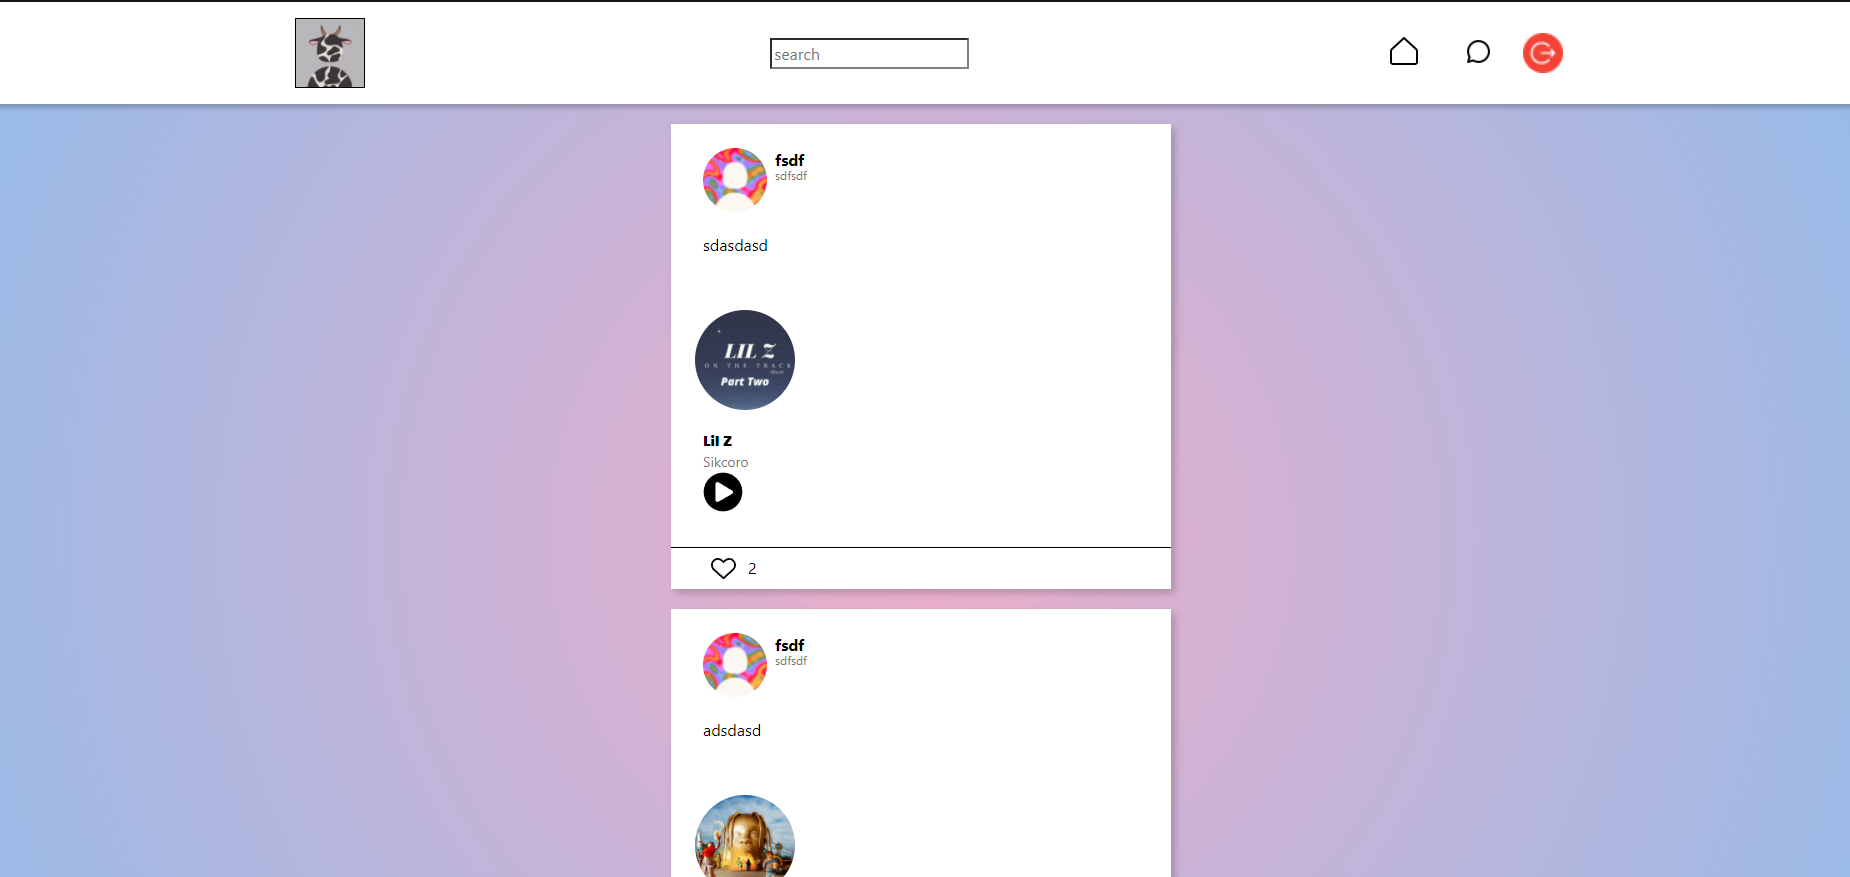 search
fsdf
sdfsdf
sdasdasd
LIL Z
ON THE TRACK
Part Two
Lil Z
Sikcoro
2
fsdf
sdfsdf
adsdasd